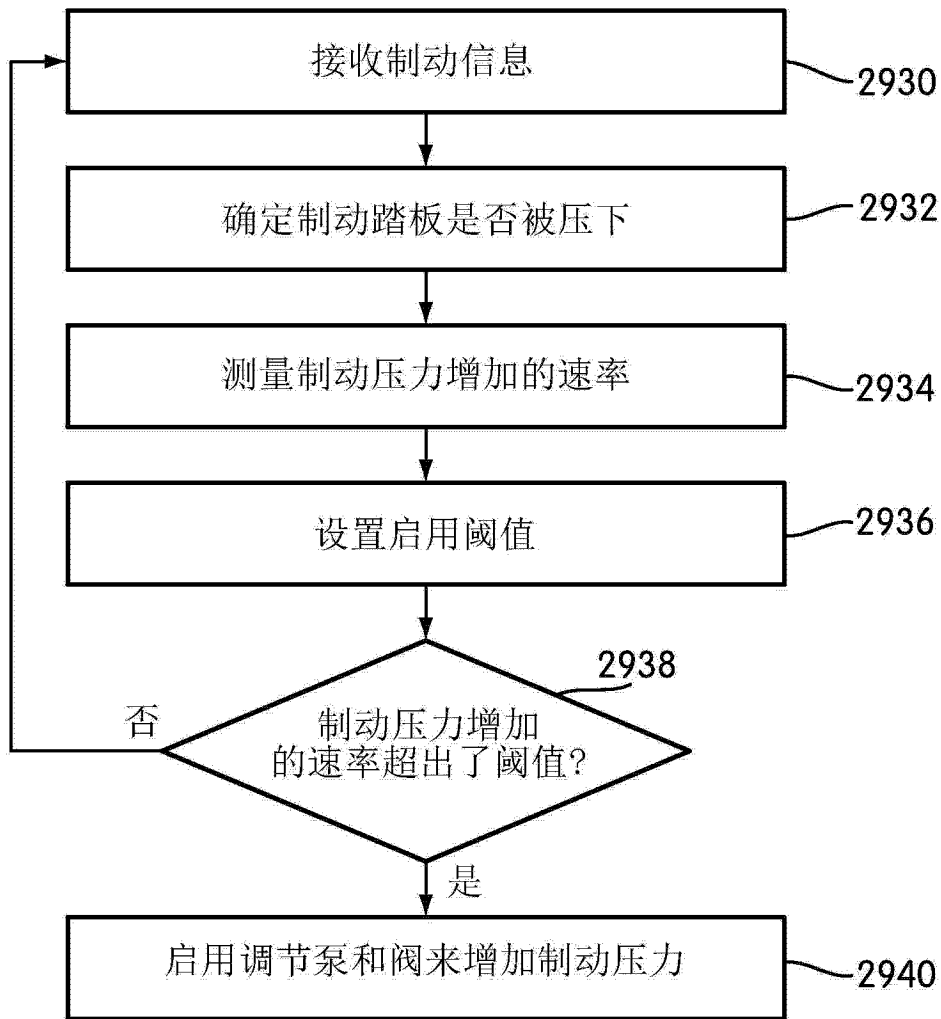 接收制动信息
2930
确定制动踏板是否被压下
2932
测量制动压力增加的速率
2934
设置启用阈值
2936
2938
制动压力增加
的速率超出了阈值?
否
是
启用调节泵和阀来增加制动压力
2940